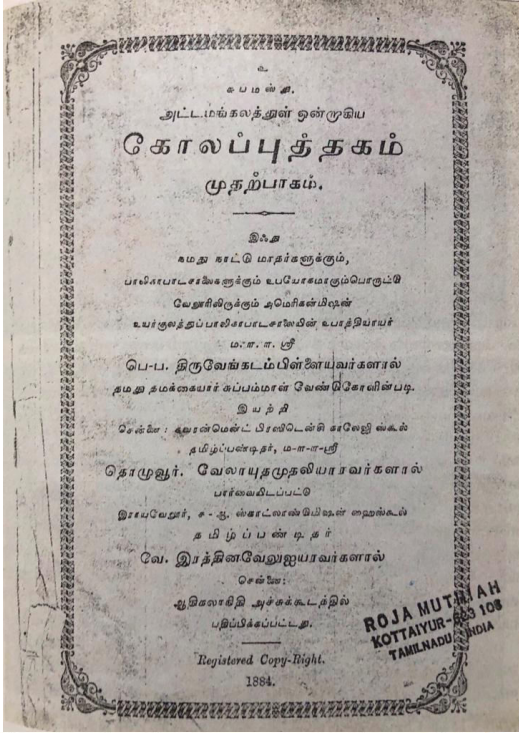 உ
சுபமஸ்து.
அட்டமங்கலத்துள் ஒன்றாகிய
கோலப்புத்தகம்
முதற்பாகம்.
இஃது
நமது நாட்டு மாதர்களுக்கும்,
பாலிகாபாடசாலைகளுக்கும் உபயோகமாகும்பொருட்டு
வேலூரிலிருக்கும் அமெரிகன்மிஷன்
உயர்குலத்துப்பாலிகாபாடசாலையின் உபாத்தியாயர்
ம-ள-ள-ஸ்ரீ
பெ-ப. திருவேங்கடம்பிள்ளையவர்களால்
தமது தமக்கையார் சுப்பம்மாள் வேண்டுகோளின்படி
இயற்றி
சென்னை: கவரன்மென்ட் பிரஸிடென்ஸி காலேஜ் ஸ்கூல்
தமிழ்ப்பண்டிதர், ம-ள-ள-ஸ்ரீ
தொழுவூர். வேலாயுதமுதலியாரவர்களால்
பார்வையிடப்பட்டு
இராயவேலூர், ச-ஆ. ஸ்காட்லாண்ட்மிஷன் ஹைஸ்கூல்
தமிழ்ப்பண்டிதர்
வே. இரத்தினவேலுஐயரவர்களால்
சென்னை:
ஆதிகலாநிதி அச்சுக்கூடத்தில்
பதிப்பிக்கப்பட்டது.
Registered Copy-Right.
1884.
ROJA MUTHIAH
KOTTAIYUR-623 106
TAMILNADU INDIA